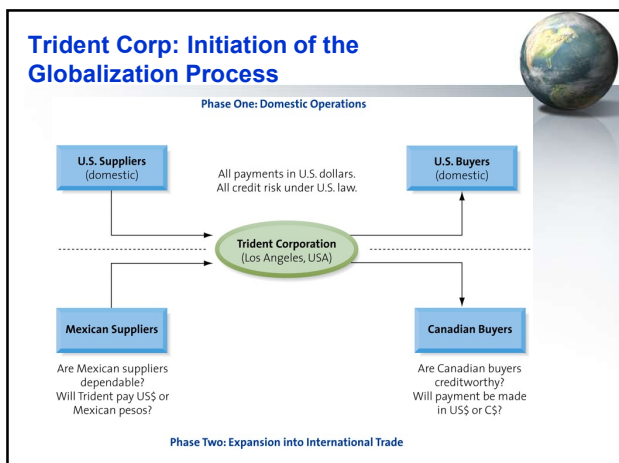 Trident Corp: Initiation of the
Globalization Process
Phase One: Domestic Operations
U.S. Suppliers
(domestic)
All payments in U.S. dollars.
All credit risk under U.S. law.
U.S. Buyers
(domestic)
Trident Corporation
(Los Angeles, USA)
Mexican Suppliers
Canadian Buyers
Are Mexican suppliers
dependable?
Will Trident pay US$ or
Mexican pesos?
Are Canadian buyers
creditworthy?
Will payment be made
in US$ or C$?
Phase Two: Expansion into International Trade